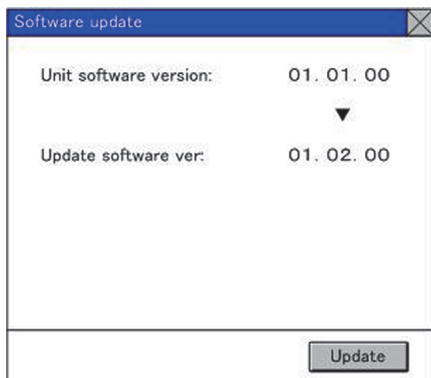 Software update
Unit software version: 01. 01. 00
▼
Update software ver: 01. 02. 00
Update